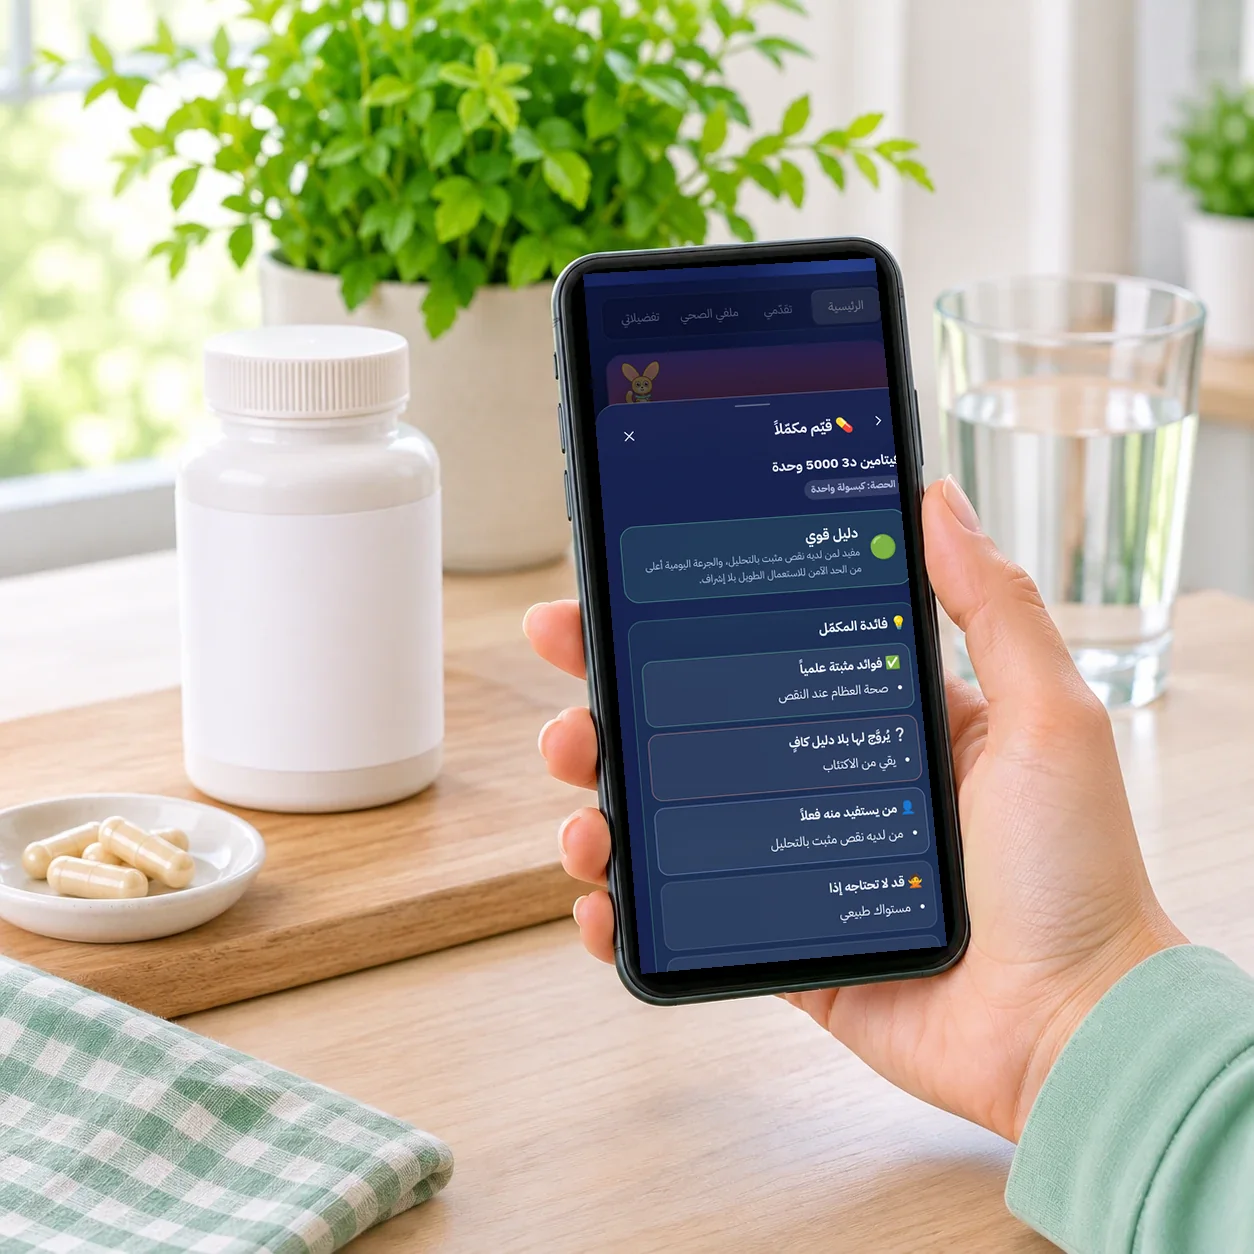 الرئيسية تقدّمي ملفي الصحي تفضيلاتي
قيّم مكمّلاً
فيتامين د3 5000 وحدة
الحصة: كبسولة واحدة
دليل قوي
مفيد لمن لديه نقص مثبت بالتحليل، والجرعة اليومية أعلى
من الحد الآمن للاستعمال الطويل بلا إشراف.
فائدة المكمّل
فوائد مثبتة علمياً
• صحة العظام عند النقص
يُروَّج لها بلا دليل كافٍ
• يقي من الاكتئاب
من يستفيد منه فعلاً
• من لديه نقص مثبت بالتحليل
قد لا تحتاجه إذا
• مستواك طبيعي